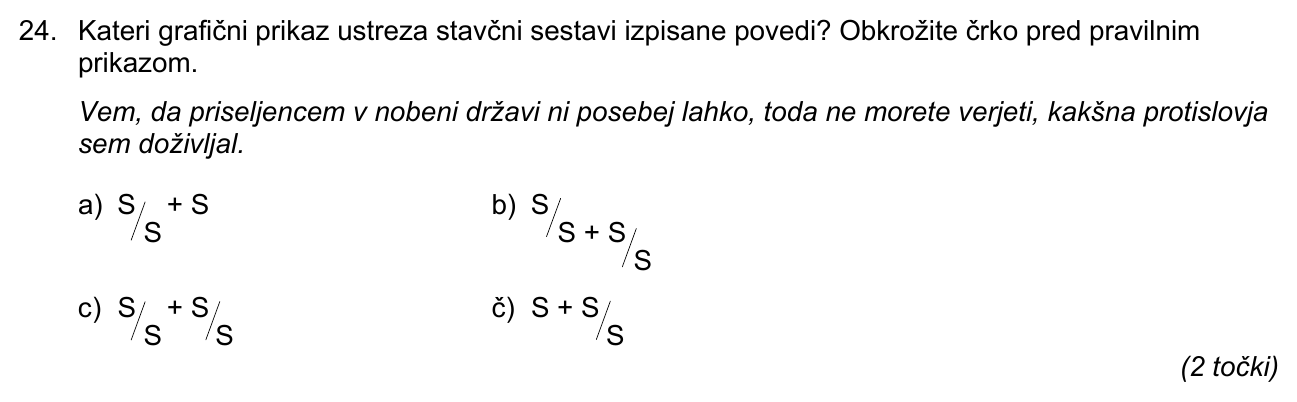 24. Kateri grafični prikaz ustreza stavčni sestavi izpisane povedi? Obkrožite črko pred pravilnim
prikazom.
Vem, da priseljencem v nobeni državi ni posebej lahko, toda ne morete verjeti, kakšna protislovja
sem doživljal.
a) S/S + S
b) S/S + S/S
c) S/S + S/S
č) S + S/S
(2 točki)